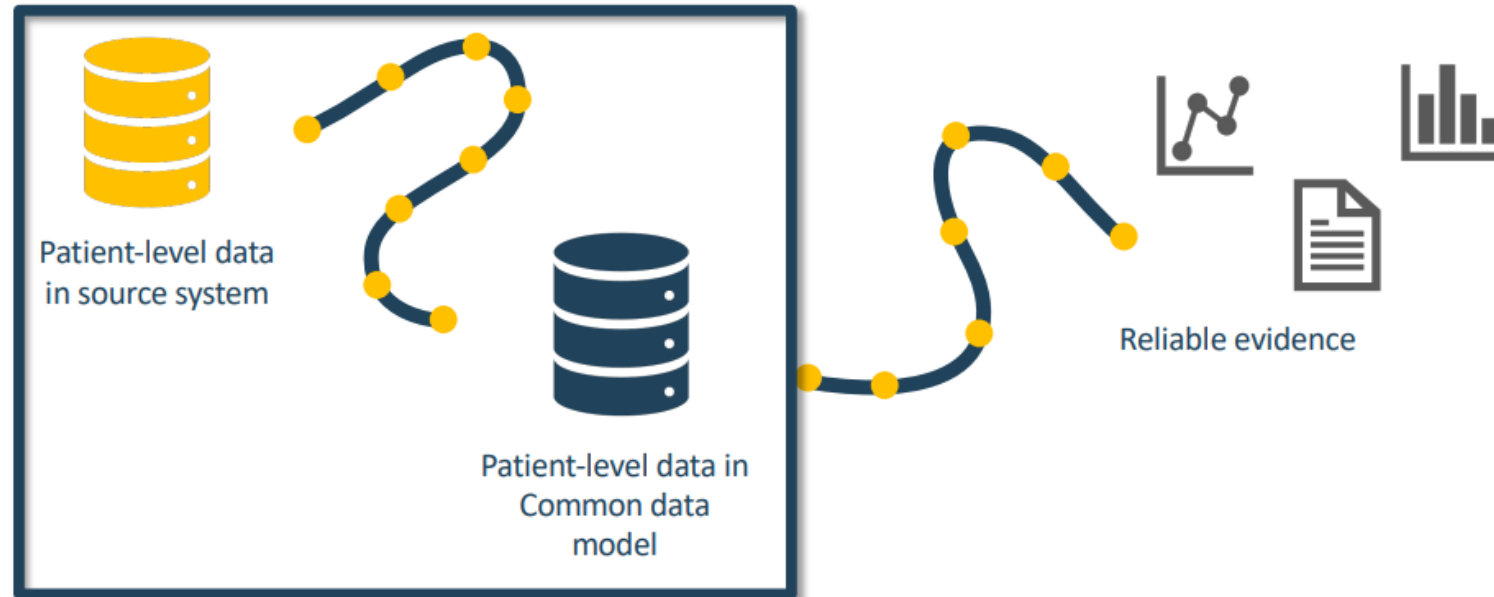 Patient-level data
in source system
Patient-level data in
Common data
model
Reliable evidence